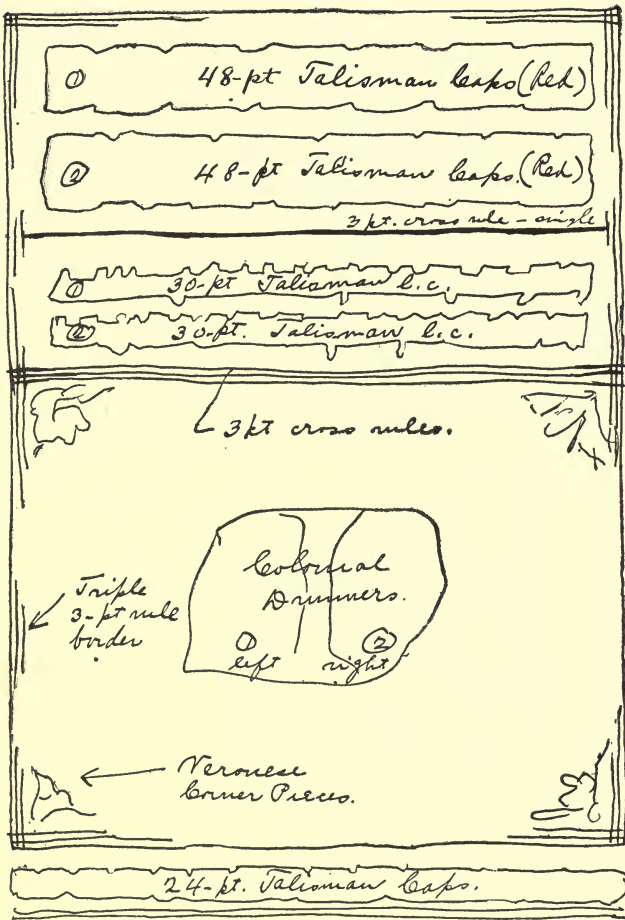 ① 48-pt Talisman Caps (Red)
② 48-pt Talisman Caps. (Red)
3 pt. cross rule - single
① 30-pt Talisman l.c.
② 30-pt. Talisman l.c.
3 pt cross rules.
Colonial
Drummers.
① ②
left right
Triple
3-pt rule
border
Veronese
Corner Pieces.
24-pt. Talisman Caps.